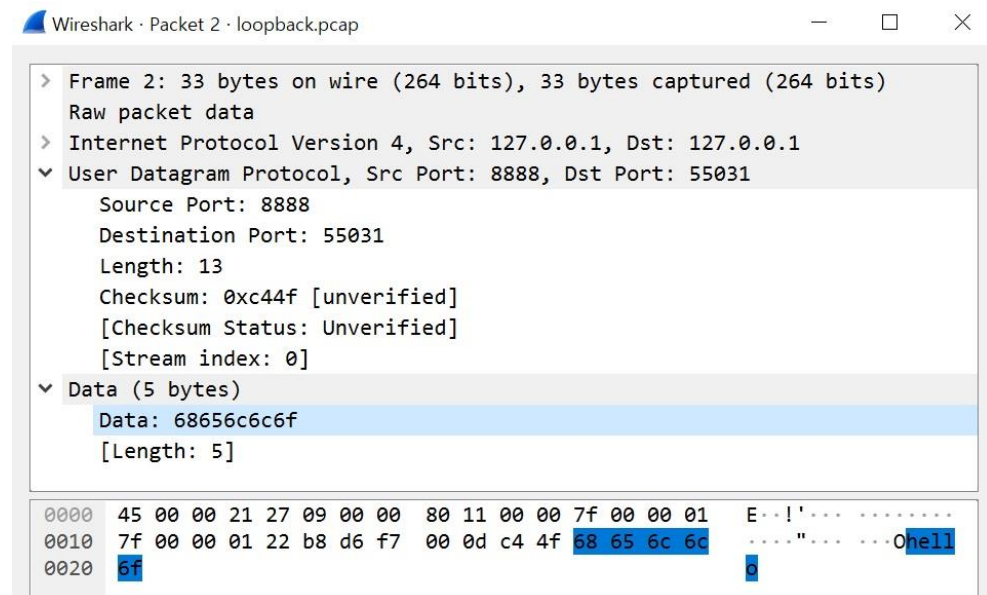 Wireshark · Packet 2 · loopback.pcap
Frame 2: 33 bytes on wire (264 bits), 33 bytes captured (264 bits)
Raw packet data
Internet Protocol Version 4, Src: 127.0.0.1, Dst: 127.0.0.1
User Datagram Protocol, Src Port: 8888, Dst Port: 55031
Source Port: 8888
Destination Port: 55031
Length: 13
Checksum: 0xc44f [unverified]
[Checksum Status: Unverified]
[Stream index: 0]
Data (5 bytes)
Data: 68656c6c6f
[Length: 5]
0000 45 00 00 21 27 09 00 00 80 11 00 00 7f 00 00 01 E··!'··· ········
0010 7f 00 00 01 22 b8 d6 f7 00 0d c4 4f 68 65 6c 6c ····"··· ···Ohell
0020 6f o